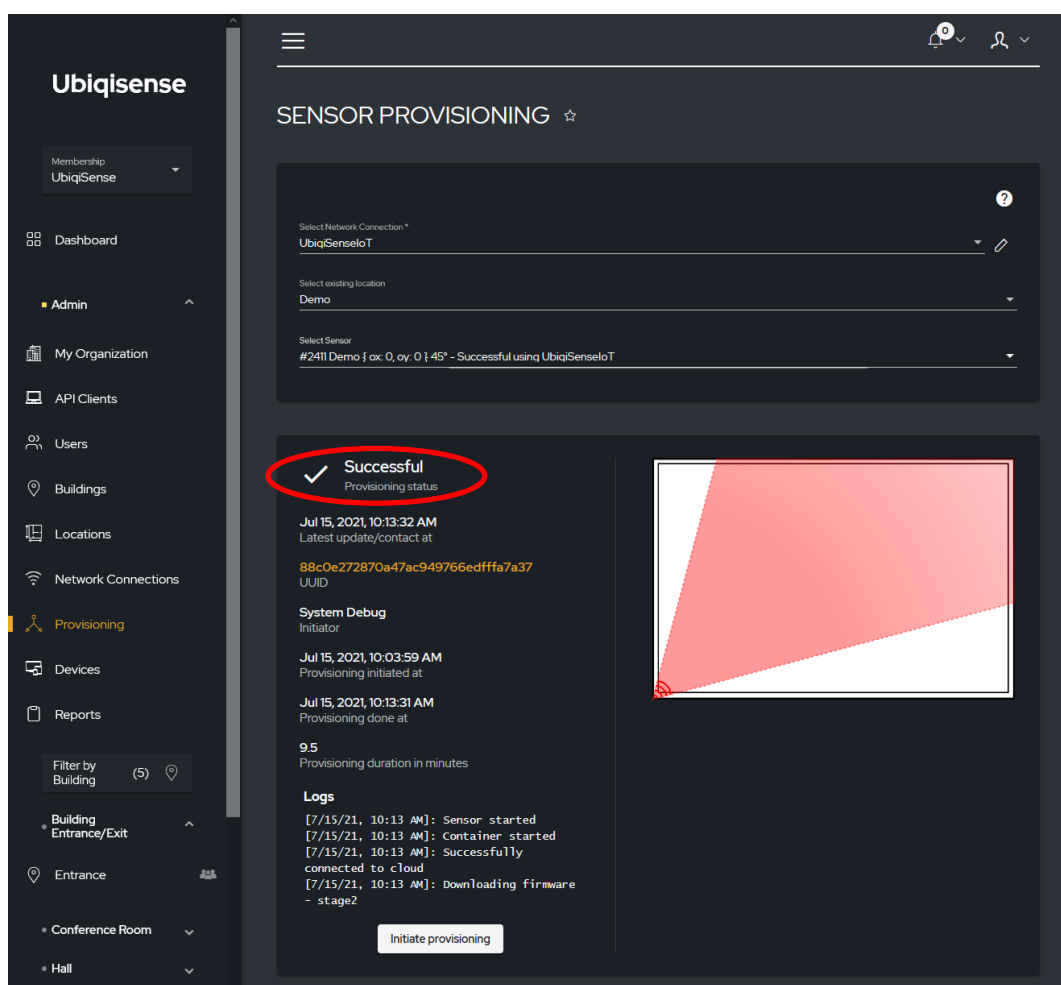 Ubiqisense
Membership
UbiqiSense
Dashboard
Admin
My Organization
API Clients
Users
Buildings
Locations
Network Connections
Provisioning
Devices
Reports
Filter by
Building
(5)
Building
Entrance/Exit
Entrance
Conference Room
Hall
0
SENSOR PROVISIONING
?
Select Network Connection *
UbiqiSenseIoT
Select existing location
Demo
Select Sensor
#2411 Demo { ox: 0, oy: 0 } 45° - Successful using UbiqiSenseIoT
Successful
Provisioning status
Jul 15, 2021, 10:13:32 AM
Latest update/contact at
88c0e272870a47ac949766edfffa7a37
UUID
System Debug
Initiator
Jul 15, 2021, 10:03:59 AM
Provisioning initiated at
Jul 15, 2021, 10:13:31 AM
Provisioning done at
9.5
Provisioning duration in minutes
Logs
[7/15/21, 10:13 AM]: Sensor started
[7/15/21, 10:13 AM]: Container started
[7/15/21, 10:13 AM]: Successfully
connected to cloud
[7/15/21, 10:13 AM]: Downloading firmware
- stage2
Initiate provisioning